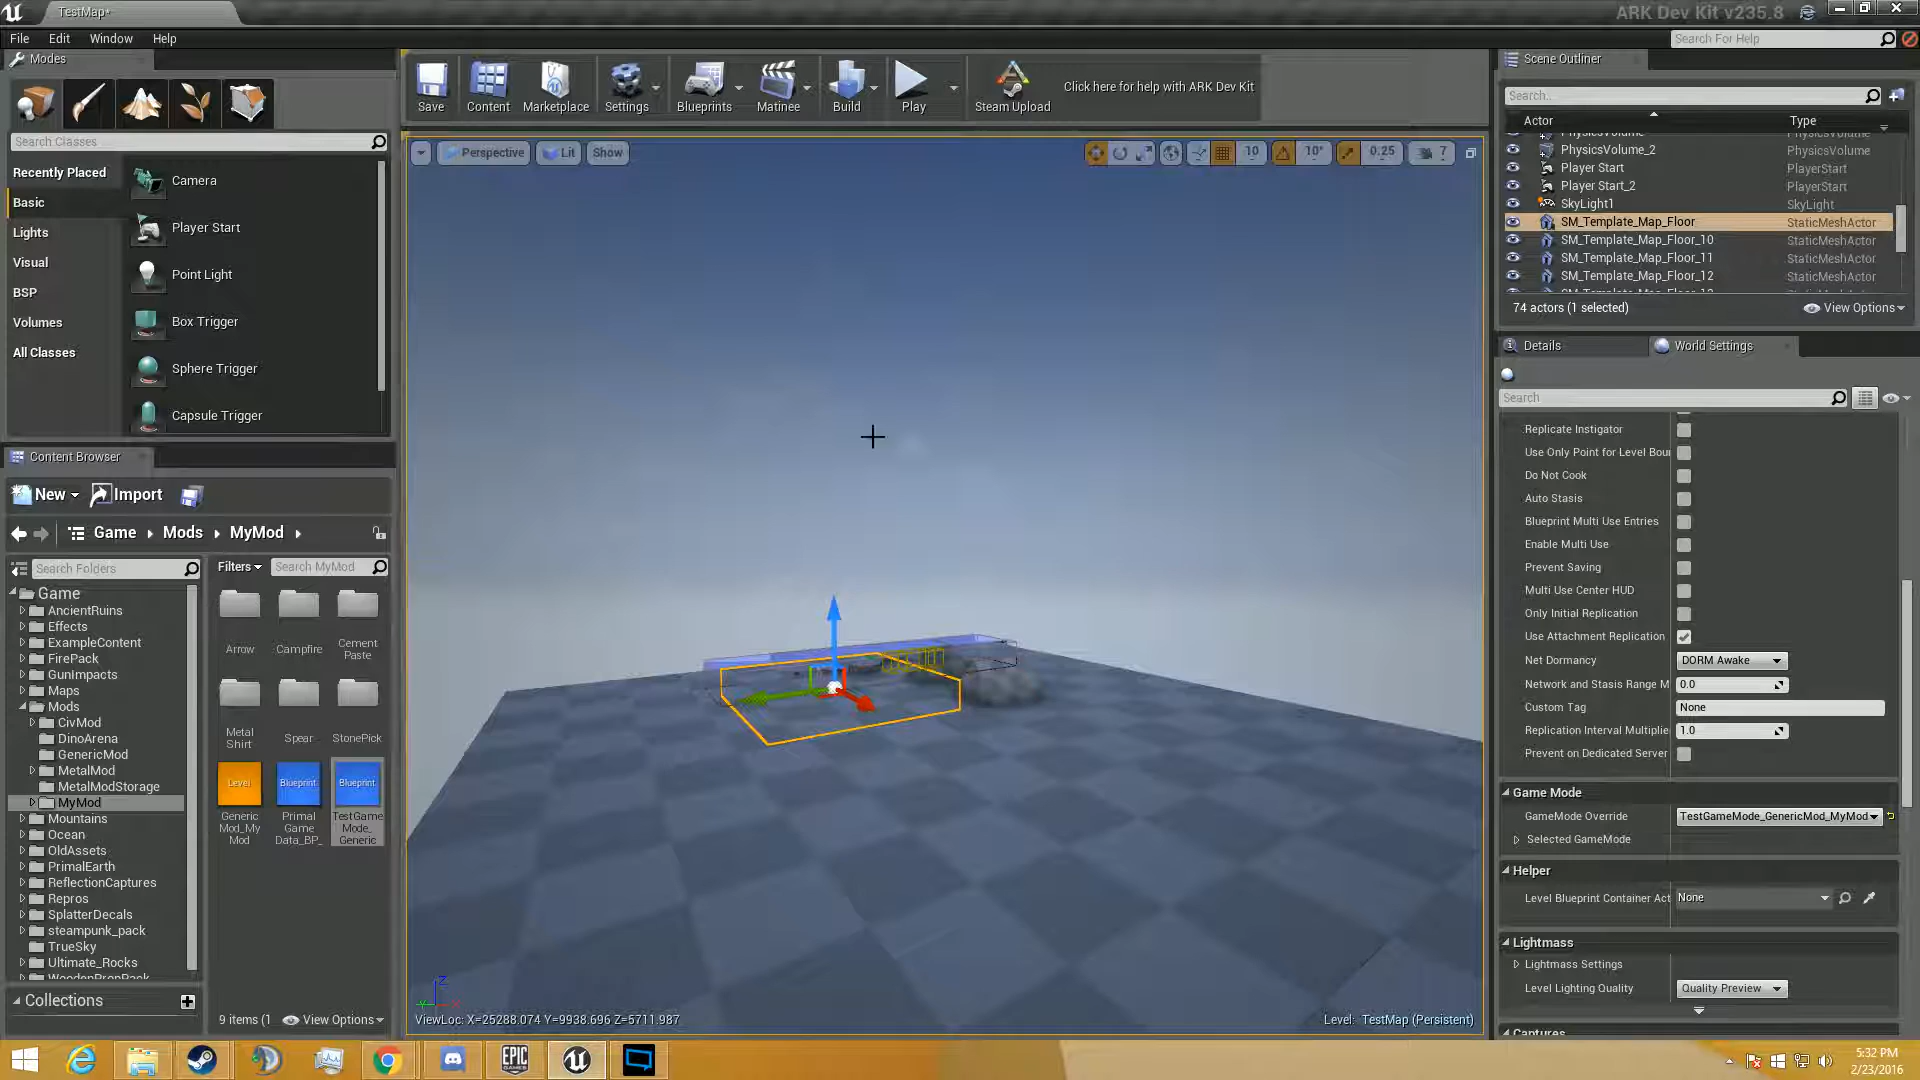 TestMap*
ARK Dev Kit v235.8
File Edit Window Help
Search For Help
Modes
Search Classes
Recently Placed
Basic
Lights
Visual
BSP
Volumes
All Classes
Camera
Player Start
Point Light
Box Trigger
Sphere Trigger
Capsule Trigger
Save
Content
Marketplace
Settings
Blueprints
Matinee
Build
Play
Steam Upload
Click here for help with ARK Dev Kit
Perspective
Lit
Show
10
10°
0.25
7
Scene Outliner
Search...
Actor Type
PhysicsVolume PhysicsVolume
PhysicsVolume_2 PhysicsVolume
Player Start PlayerStart
Player Start_2 PlayerStart
SkyLight1 SkyLight
SM_Template_Map_Floor StaticMeshActor
SM_Template_Map_Floor_10 StaticMeshActor
SM_Template_Map_Floor_11 StaticMeshActor
SM_Template_Map_Floor_12 StaticMeshActor
74 actors (1 selected)
View Options
Details
World Settings
Search
Replicate Instigator
Use Only Point for Level Bou
Do Not Cook
Auto Stasis
Blueprint Multi Use Entries
Enable Multi Use
Prevent Saving
Multi Use Center HUD
Only Initial Replication
Use Attachment Replication
Net Dormancy DORM Awake
Network and Stasis Range M 0.0
Custom Tag None
Replication Interval Multiplie 1.0
Prevent on Dedicated Server
Game Mode
GameMode Override TestGameMode_GenericMod_MyMod
Selected GameMode
Helper
Level Blueprint Container Act None
Lightmass
Lightmass Settings
Level Lighting Quality Quality Preview
Captures
Content Browser
New
Import
Game
Mods
MyMod
Search Folders
Filters
Search MyMod
Game
AncientRuins
Effects
ExampleContent
FirePack
GunImpacts
Maps
Mods
CivMod
DinoArena
GenericMod
MetalMod
MetalModStorage
MyMod
Mountains
Ocean
OldAssets
PrimalEarth
ReflectionCaptures
Repros
SplatterDecals
steampunk_pack
TrueSky
Ultimate_Rocks
WoodenPropPack
Arrow
Campfire
Cement
Paste
Metal
Shirt
Spear
StonePick
Level
Blueprint
Blueprint
Generic
Mod_My
Mod
Primal
Game
Data_BP_
TestGame
Mode_
Generic
Collections
9 items (1
View Options
Z
Y
X
ViewLoc: X=25288.074 Y=9938.696 Z=5711.987
Level: TestMap (Persistent)
EPIC
GAMES
5:32 PM
2/23/2016